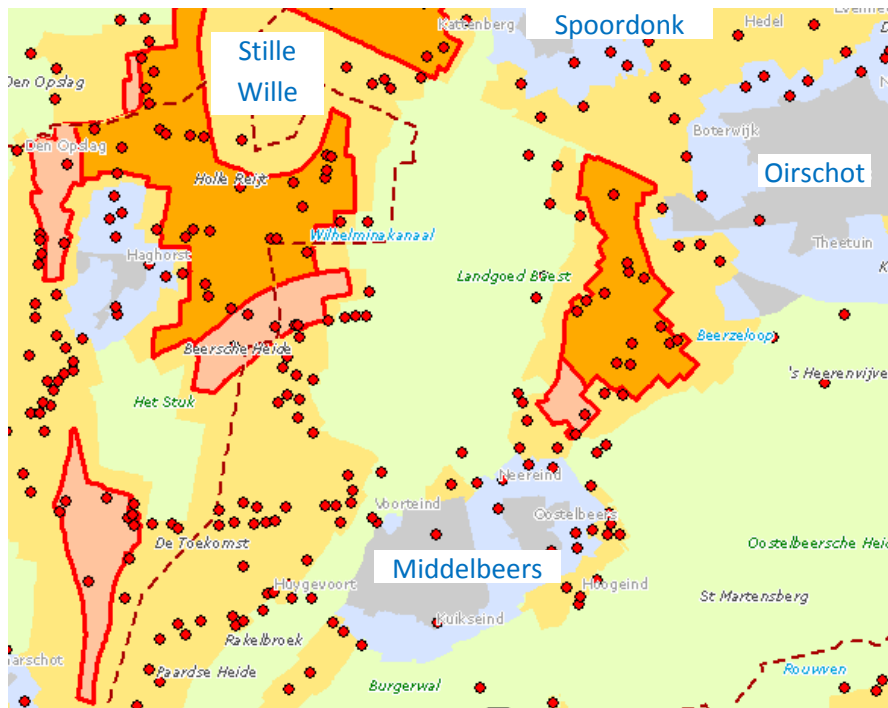 Kattenberg
Spoordonk
Hedel
Stille
Wille
Den Opslag
Boterwijk
Den Opslag
Oirschot
Holle Reijt
Wilhelminakanaal
Theetuin
Haghorst
Landgoed Baest
Beerzeloop
Beersche Heide
's Heerenvijve
Het Stuk
Neereind
Voorteind
Oostelbeers
De Toekomst
Oostelbeersche Heid
Middelbeers
Huygevoort
Hoogeind
St Martensberg
Kuikseind
Rakelbroek
aarschot
Paardse Heide
Rouwven
Burgerwal